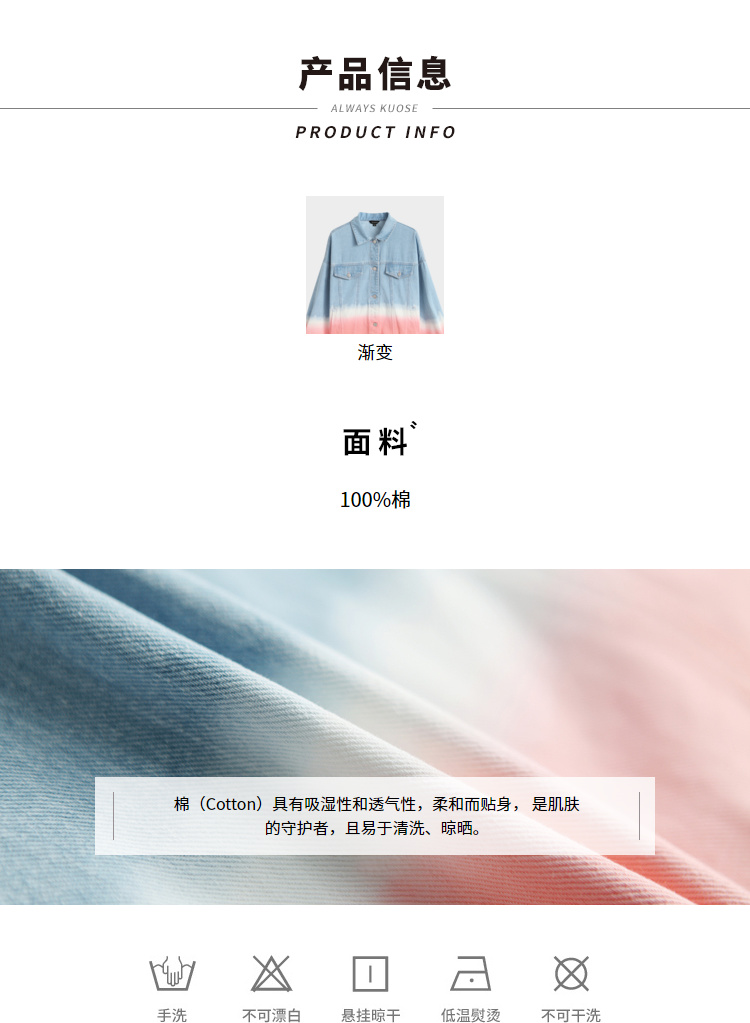 产品信息
ALWAYS KUOSE
PRODUCT INFO
渐变
面料
100%棉
棉（Cotton）具有吸湿性和透气性，柔和而贴身， 是肌肤
的守护者，且易于清洗、晾晒。
手洗 不可漂白 悬挂晾干 低温熨烫 不可干洗